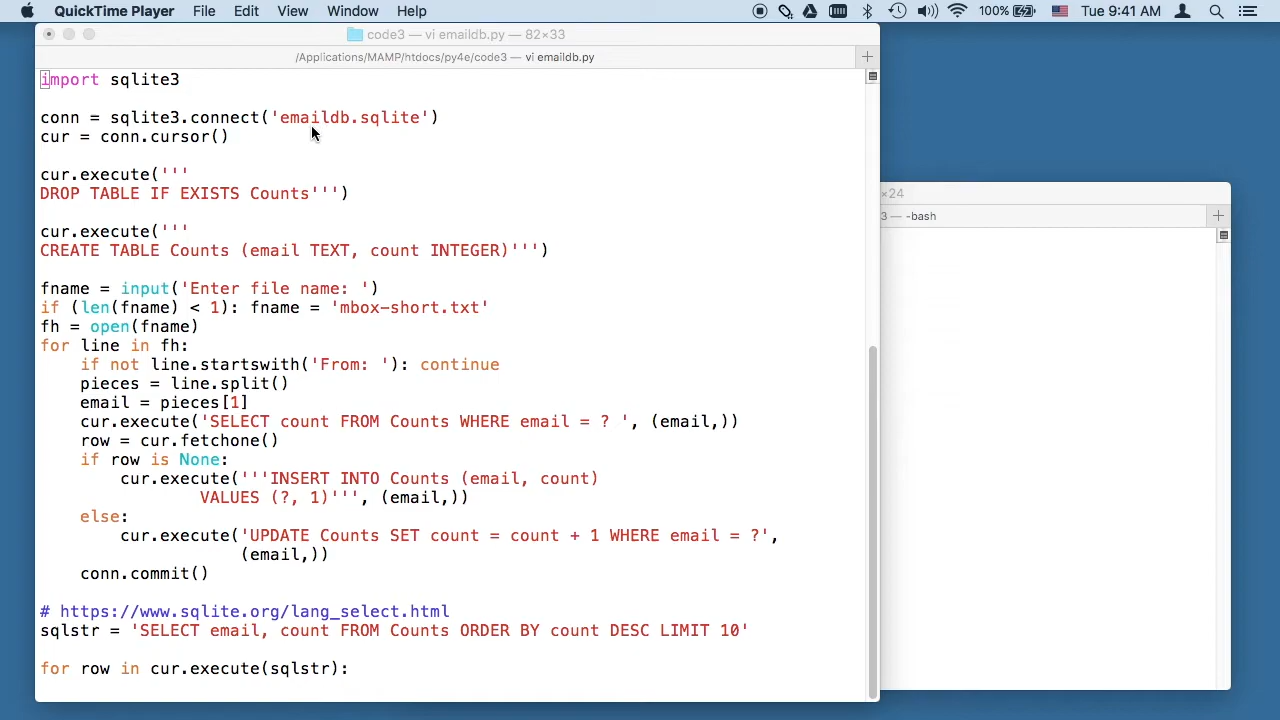 QuickTime Player File Edit View Window Help 100% Tue 9:41 AM
code3 — vi emaildb.py — 82×33
/Applications/MAMP/htdocs/py4e/code3 — vi emaildb.py
import sqlite3
conn = sqlite3.connect('emaildb.sqlite')
cur = conn.cursor()
cur.execute('''
DROP TABLE IF EXISTS Counts''')
cur.execute('''
CREATE TABLE Counts (email TEXT, count INTEGER)''')
fname = input('Enter file name: ')
if (len(fname) < 1): fname = 'mbox-short.txt'
fh = open(fname)
for line in fh:
    if not line.startswith('From: '): continue
    pieces = line.split()
    email = pieces[1]
    cur.execute('SELECT count FROM Counts WHERE email = ? ', (email,))
    row = cur.fetchone()
    if row is None:
        cur.execute('''INSERT INTO Counts (email, count)
                VALUES (?, 1)''', (email,))
    else:
        cur.execute('UPDATE Counts SET count = count + 1 WHERE email = ?',
                    (email,))
    conn.commit()
# https://www.sqlite.org/lang_select.html
sqlstr = 'SELECT email, count FROM Counts ORDER BY count DESC LIMIT 10'
for row in cur.execute(sqlstr):
×24
3 — -bash